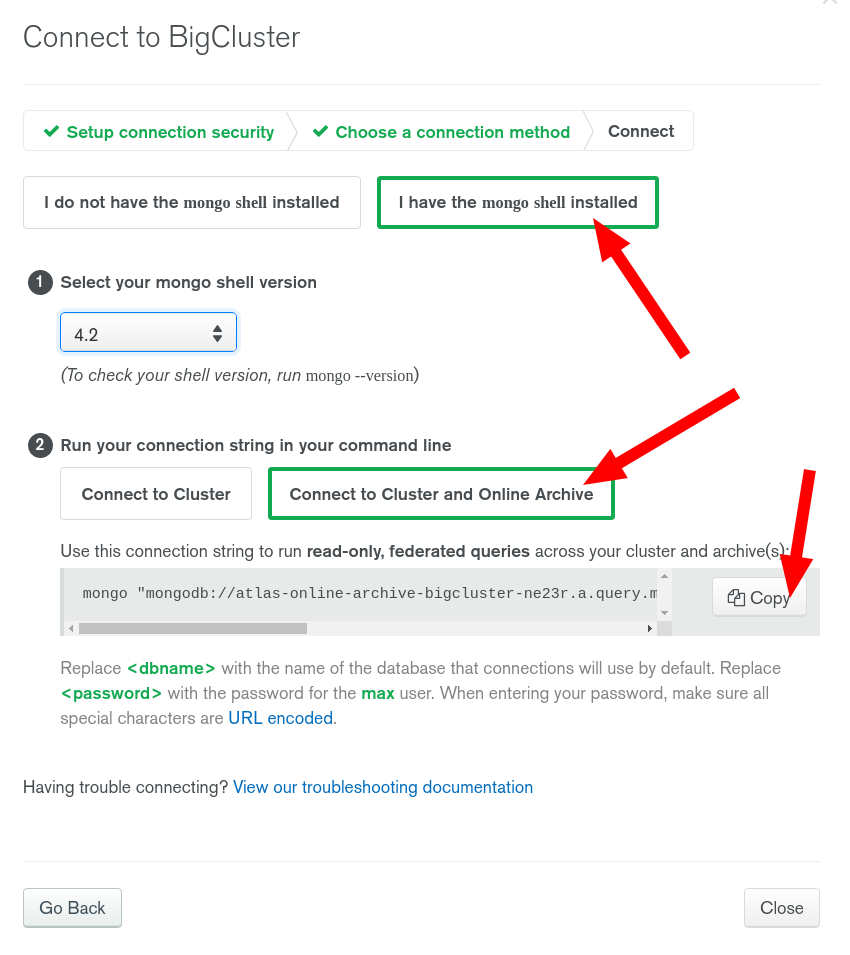 Connect to BigCluster
Setup connection security
Choose a connection method
Connect
I do not have the mongo shell installed
I have the mongo shell installed
1 Select your mongo shell version
4.2
(To check your shell version, run mongo --version)
2 Run your connection string in your command line
Connect to Cluster
Connect to Cluster and Online Archive
Use this connection string to run read-only, federated queries across your cluster and archive(s):
mongo "mongodb://atlas-online-archive-bigcluster-ne23r.a.query.m
Copy
Replace <dbname> with the name of the database that connections will use by default. Replace
<password> with the password for the max user. When entering your password, make sure all
special characters are URL encoded.
Having trouble connecting? View our troubleshooting documentation
Go Back
Close